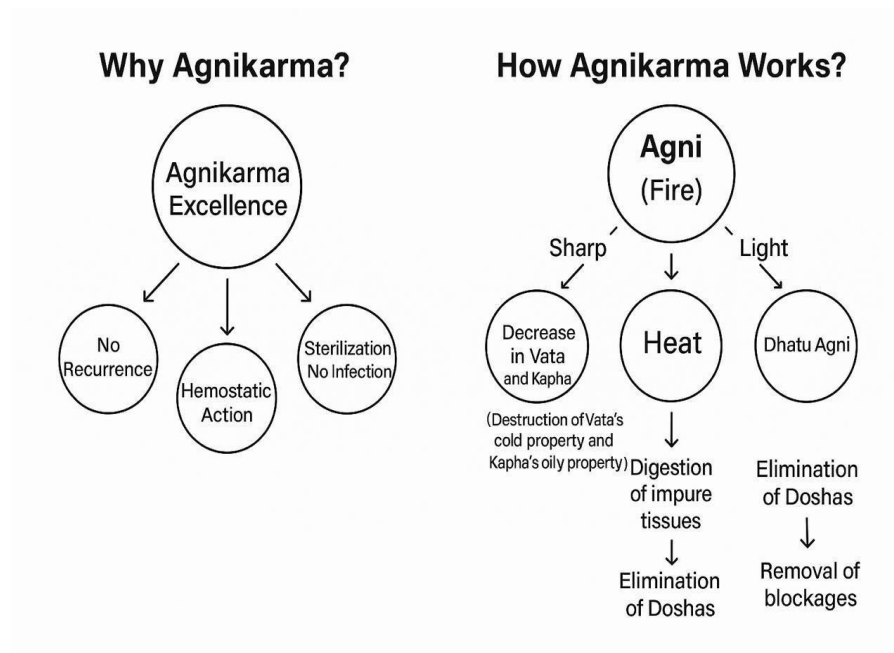 Why Agnikarma?
Agnikarma
Excellence
No
Recurrence
Hemostatic
Action
Sterilization
No Infection
How Agnikarma Works?
Agni
(Fire)
Sharp
Light
Decrease
in Vata
and Kapha
(Destruction of Vata's
cold property and
Kapha's oily property)
Heat
Digestion
of impure
tissues
Elimination
of Doshas
Dhatu Agni
Elimination
of Doshas
Removal of
blockages